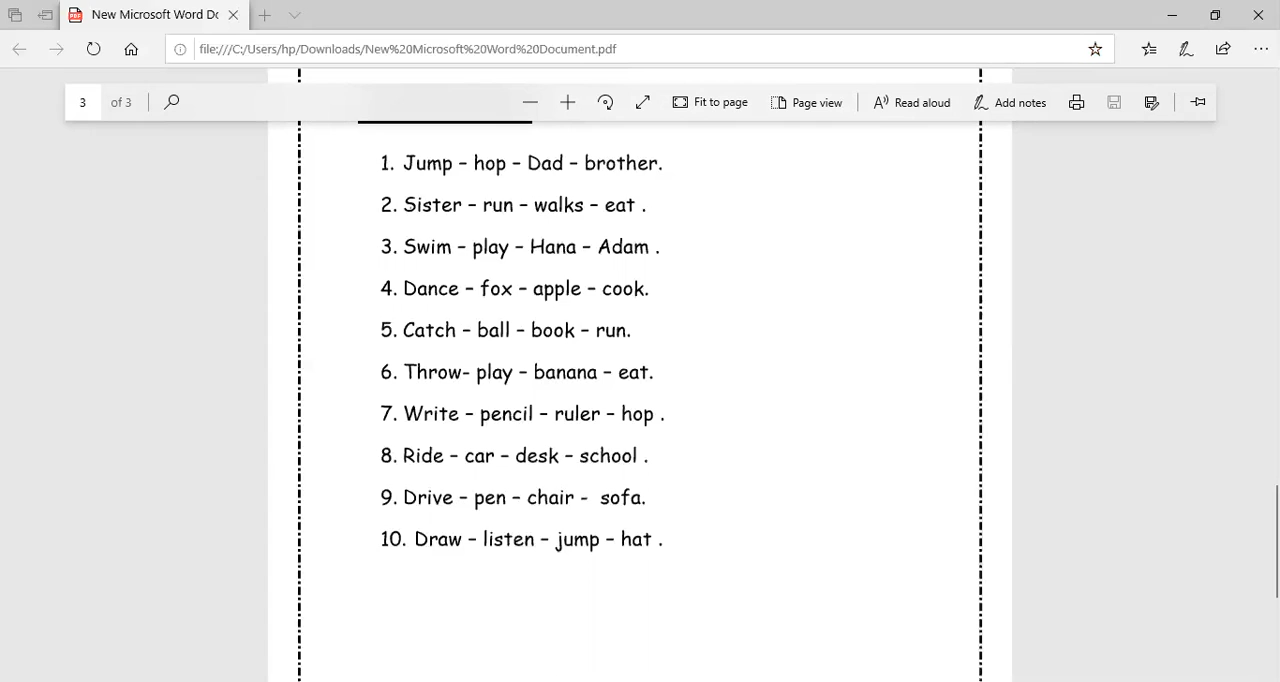 New Microsoft Word Dc
file:///C:/Users/hp/Downloads/New%20Microsoft%20Word%20Document.pdf
3 of 3 Fit to page Page view Read aloud Add notes
1. Jump – hop – Dad – brother.
2. Sister – run – walks – eat .
3. Swim – play – Hana – Adam .
4. Dance – fox – apple – cook.
5. Catch – ball – book – run.
6. Throw- play – banana – eat.
7. Write – pencil – ruler – hop .
8. Ride – car – desk – school .
9. Drive – pen – chair - sofa.
10. Draw – listen – jump – hat .